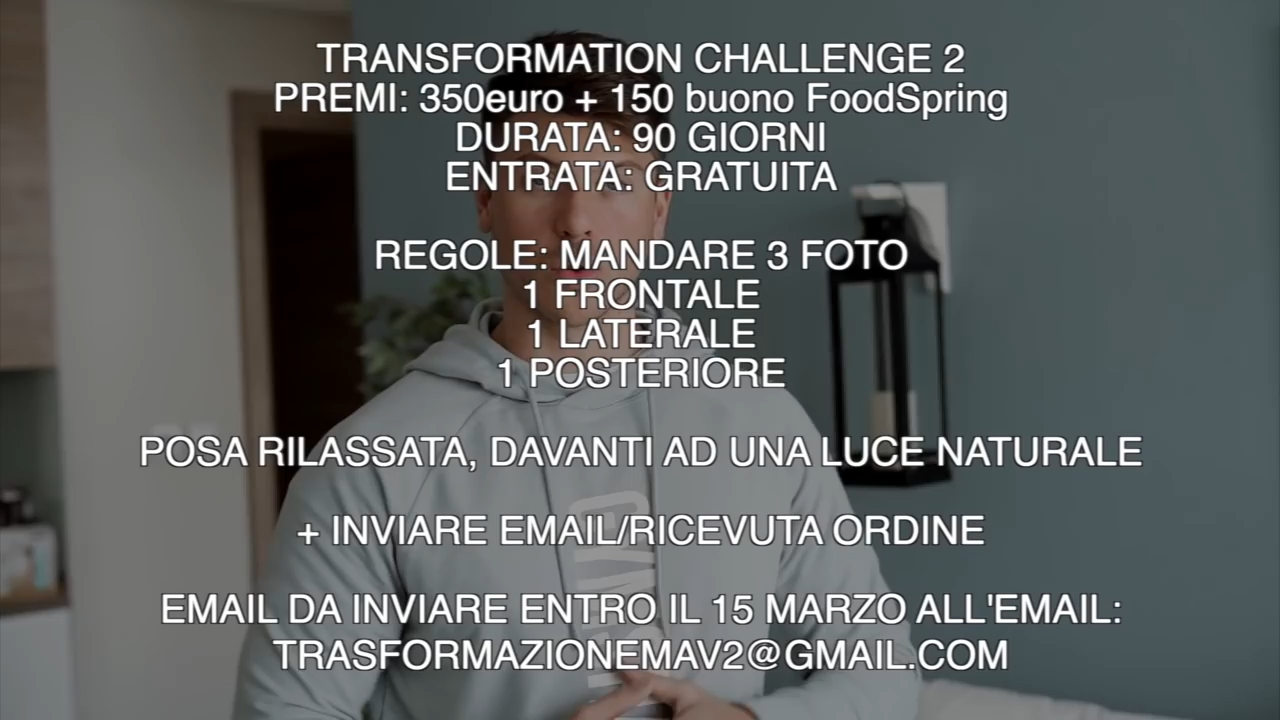 TRANSFORMATION CHALLENGE 2
PREMI: 350euro + 150 buono FoodSpring
DURATA: 90 GIORNI
ENTRATA: GRATUITA
REGOLE: MANDARE 3 FOTO
1 FRONTALE
1 LATERALE
1 POSTERIORE
POSA RILASSATA, DAVANTI AD UNA LUCE NATURALE
+ INVIARE EMAIL/RICEVUTA ORDINE
EMAIL DA INVIARE ENTRO IL 15 MARZO ALL'EMAIL:
TRASFORMAZIONEMAV2@GMAIL.COM